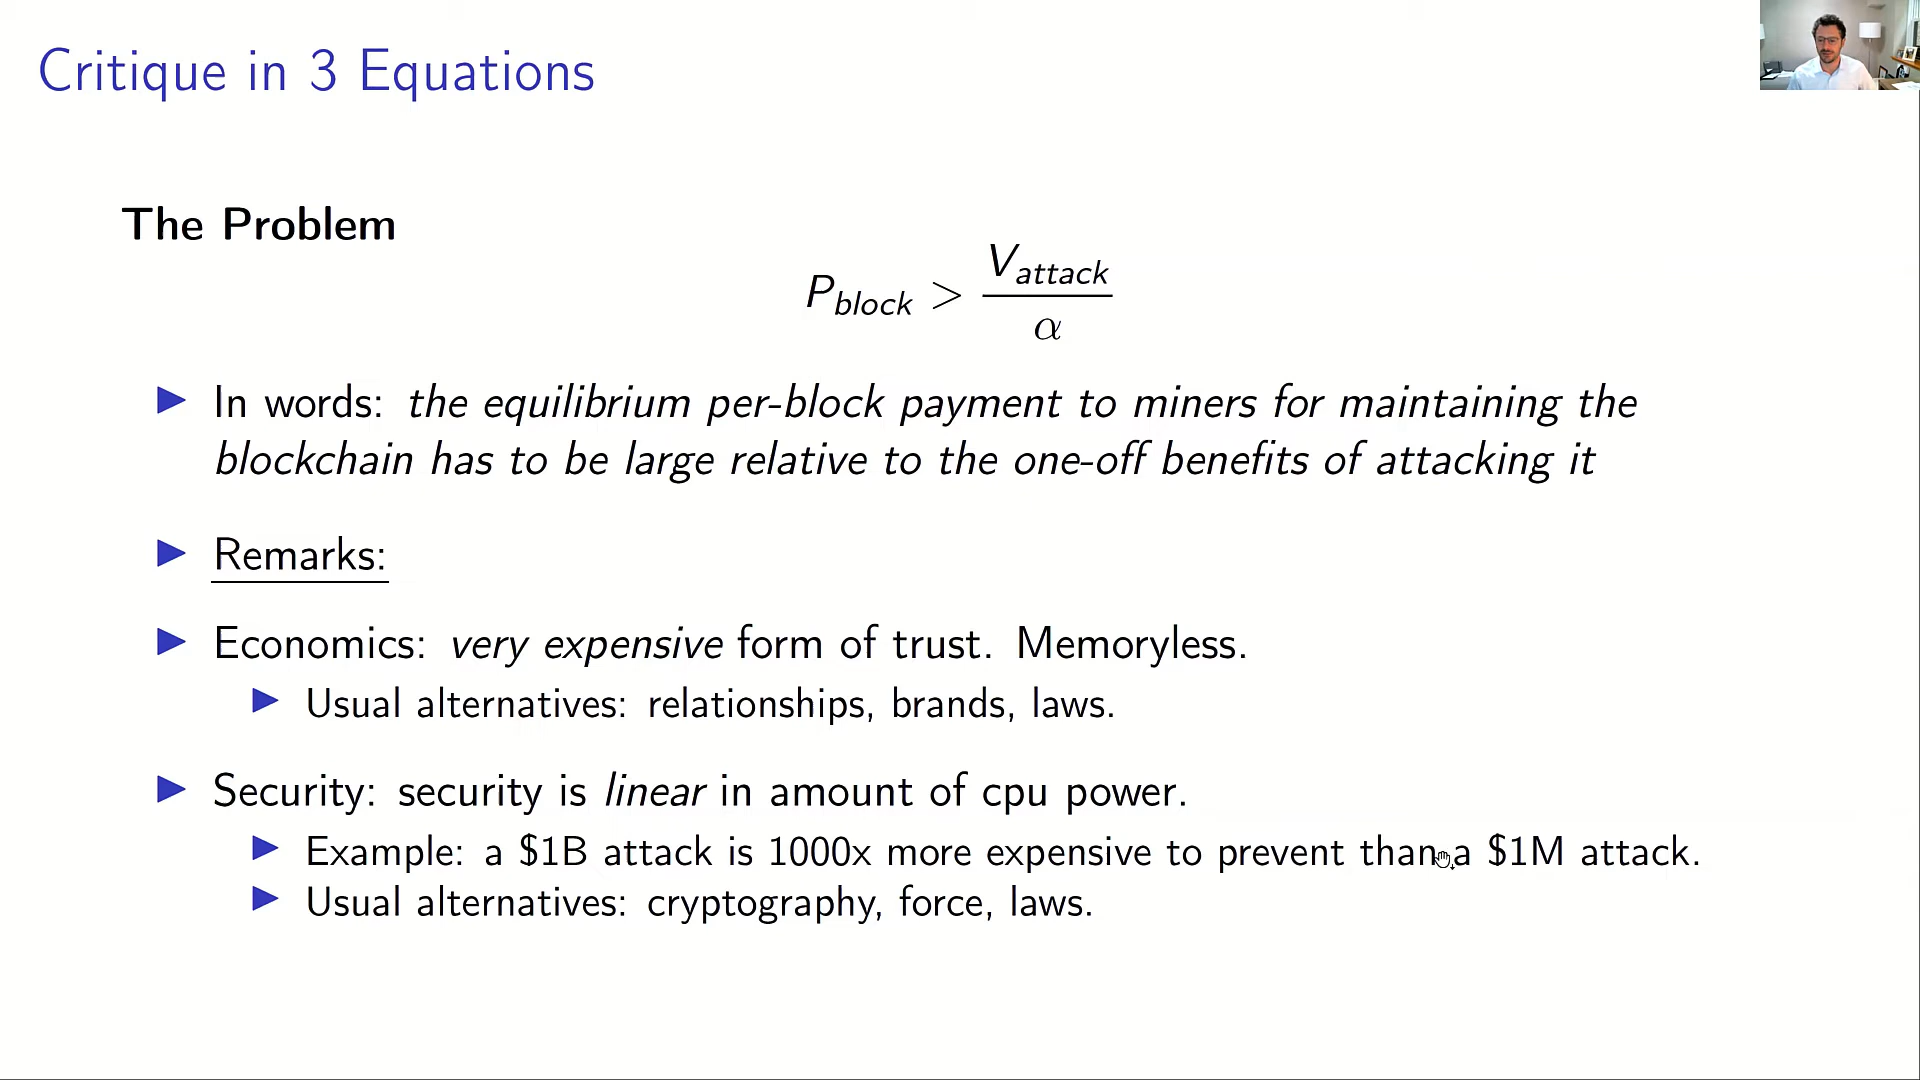 Critique in 3 Equations
The Problem
P_block > V_attack / α
▶ In words: the equilibrium per-block payment to miners for maintaining the
blockchain has to be large relative to the one-off benefits of attacking it
▶ Remarks:
▶ Economics: very expensive form of trust. Memoryless.
▶ Usual alternatives: relationships, brands, laws.
▶ Security: security is linear in amount of cpu power.
▶ Example: a $1B attack is 1000x more expensive to prevent than a $1M attack.
▶ Usual alternatives: cryptography, force, laws.